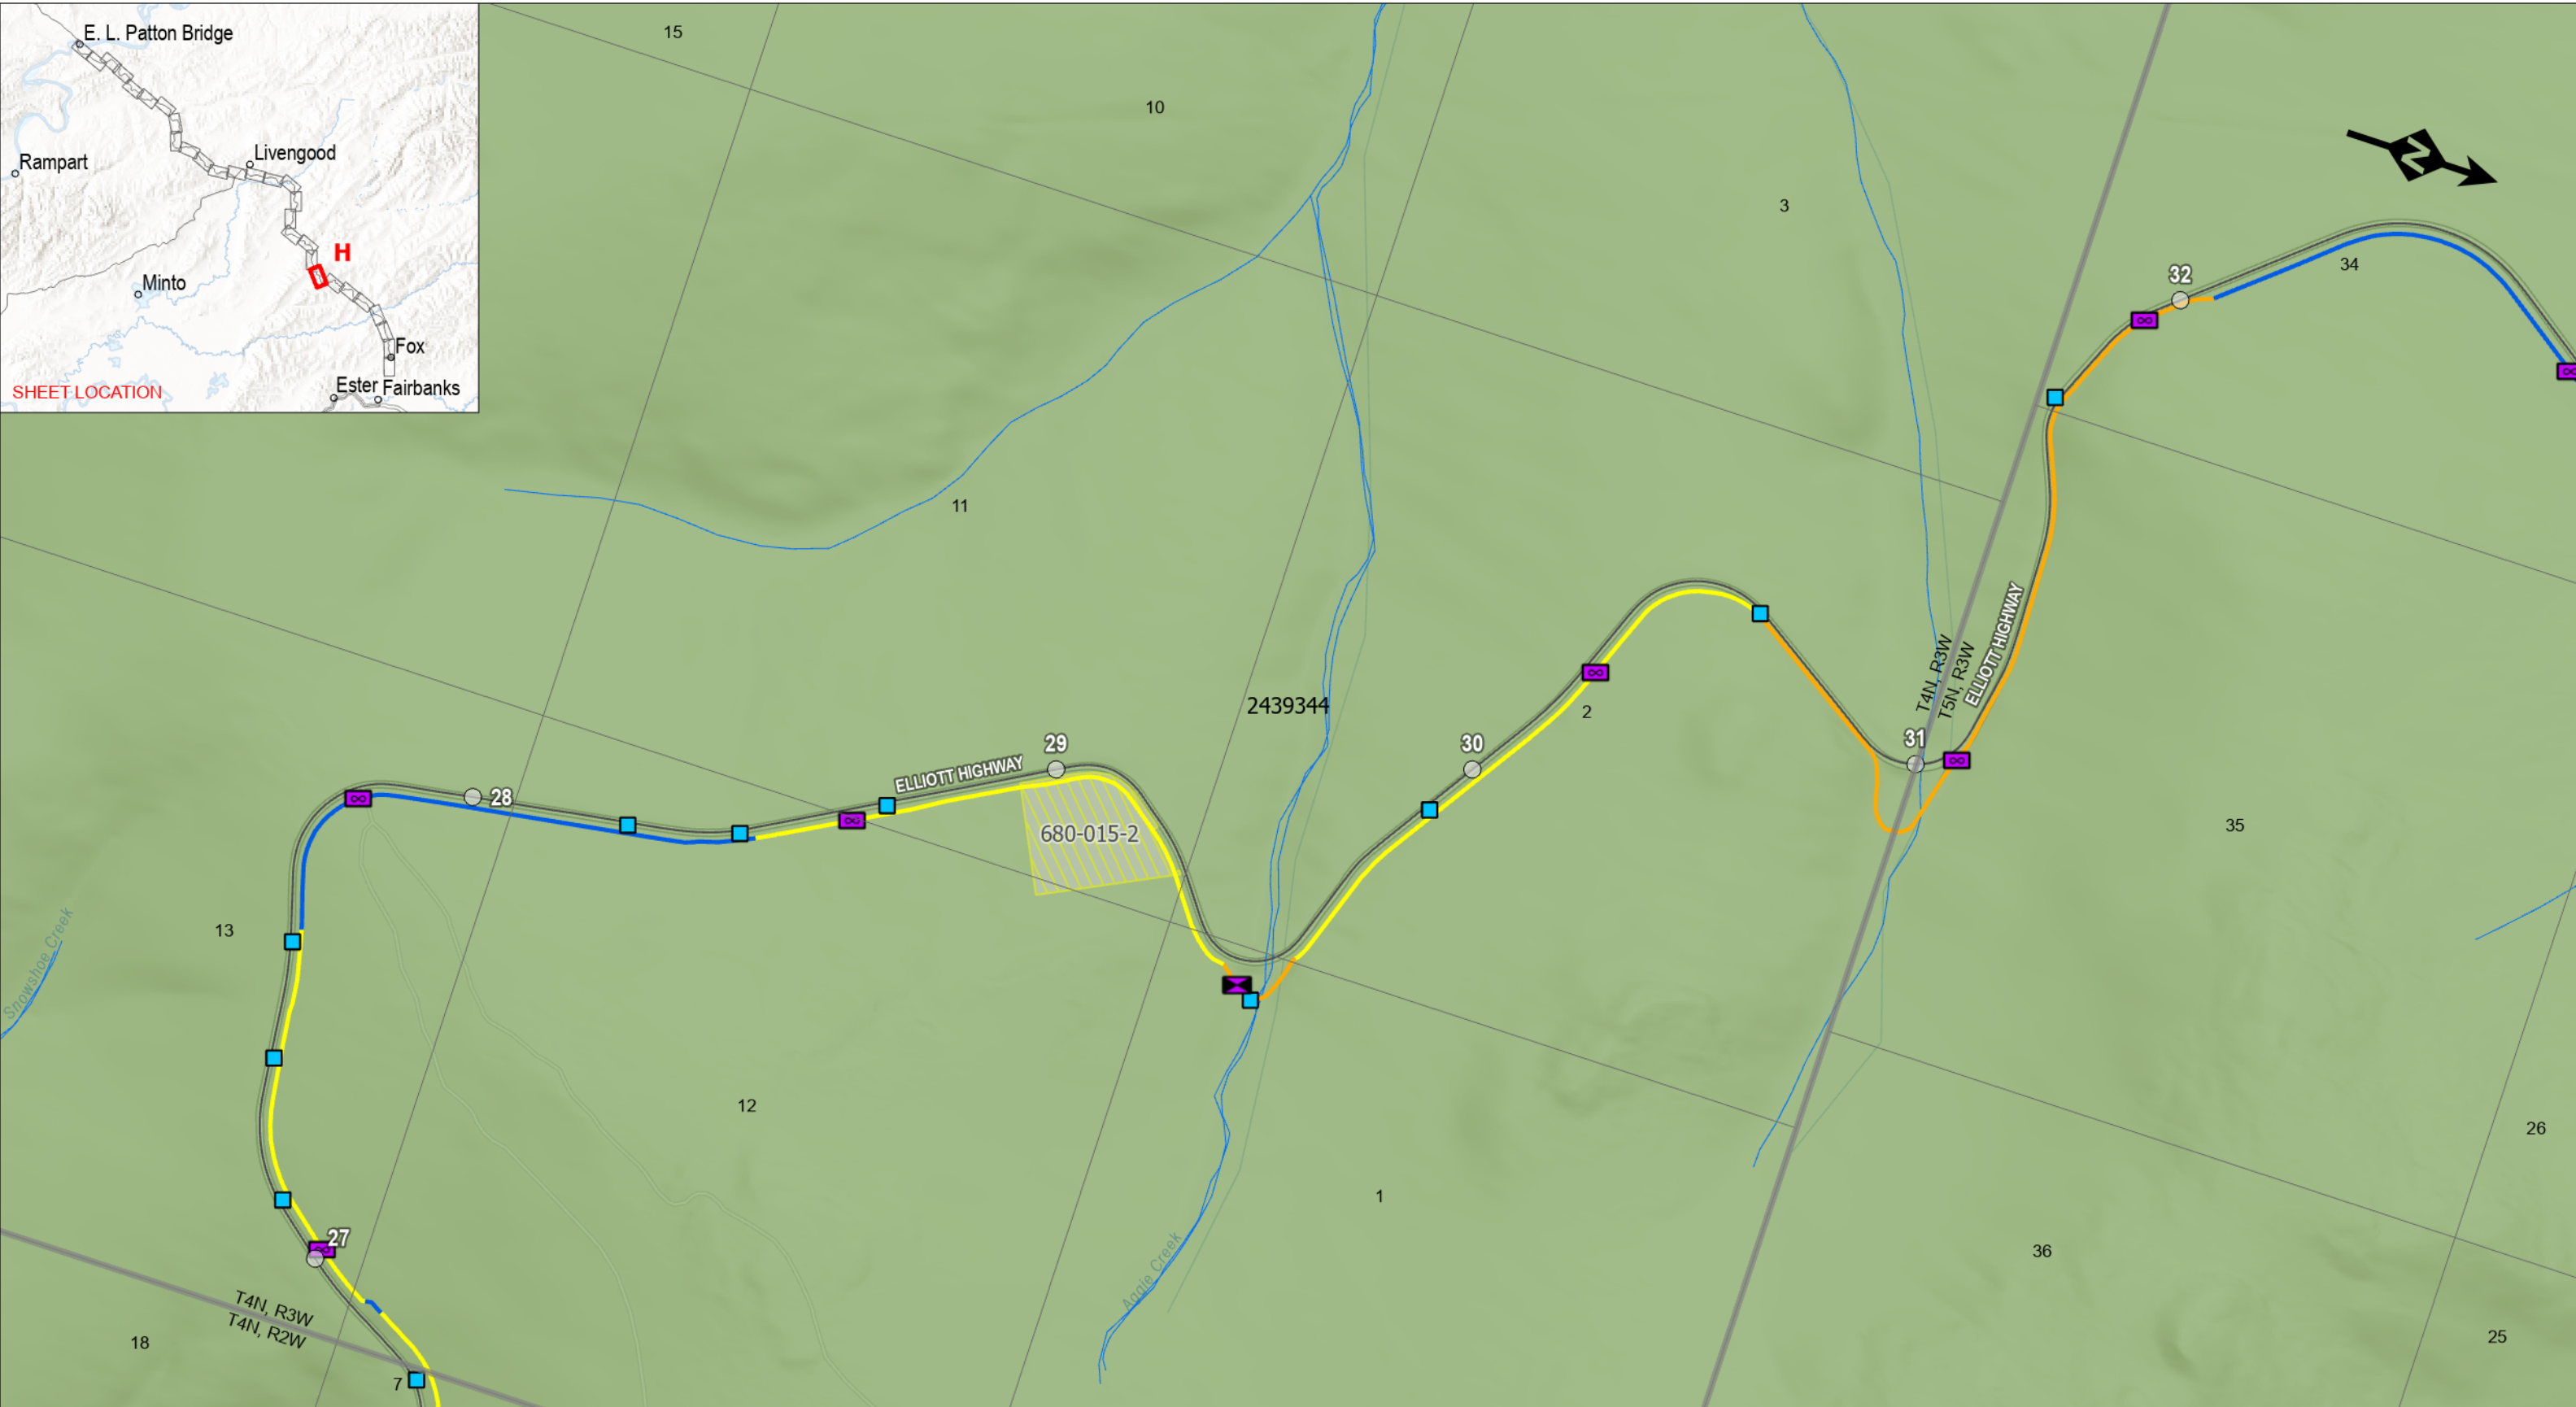 E. L. Patton Bridge
Rampart
Livengood
H
Minto
Fox
Ester
Fairbanks
SHEET LOCATION
15
10
3
N
32
34
11
ELLIOTT HIGHWAY
T4N, R3W
T5N, R3W
2439344
2
31
30
29
ELLIOTT HIGHWAY
28
680-015-2
35
13
Snowshoe Creek
12
26
1
Aggie Creek
36
27
T4N, R3W
T4N, R2W
18
7
25